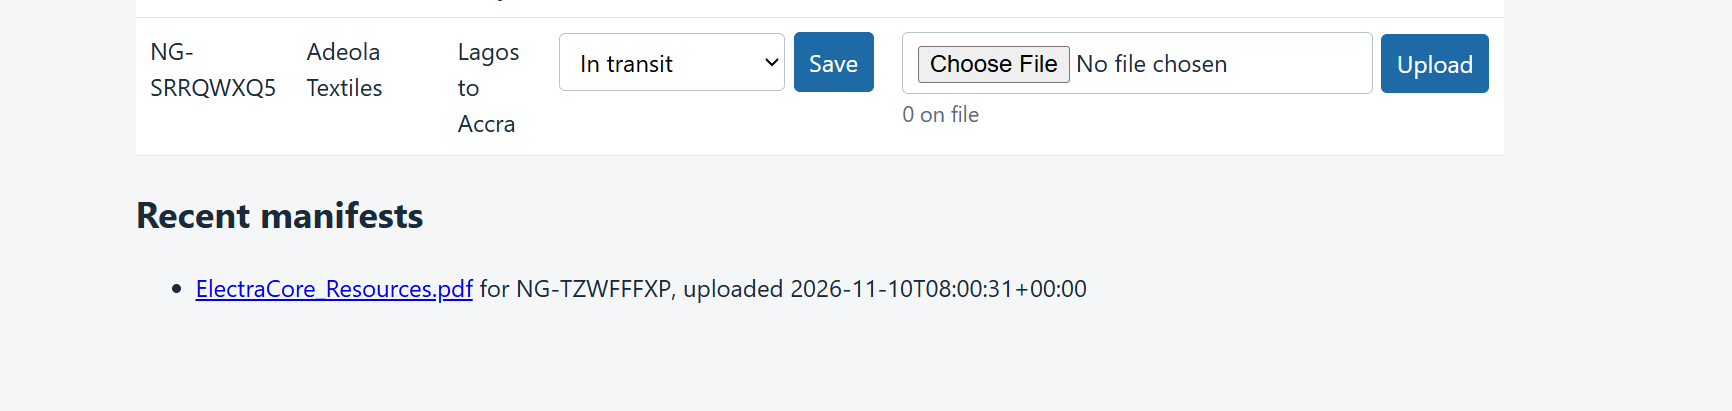 NG- Adeola Lagos In transit Save Choose File No file chosen Upload
SRRQWXQ5 Textiles to
0 on file
Accra
Recent manifests
ElectraCore_Resources.pdf for NG-TZWFFFXP, uploaded 2026-11-10T08:00:31+00:00